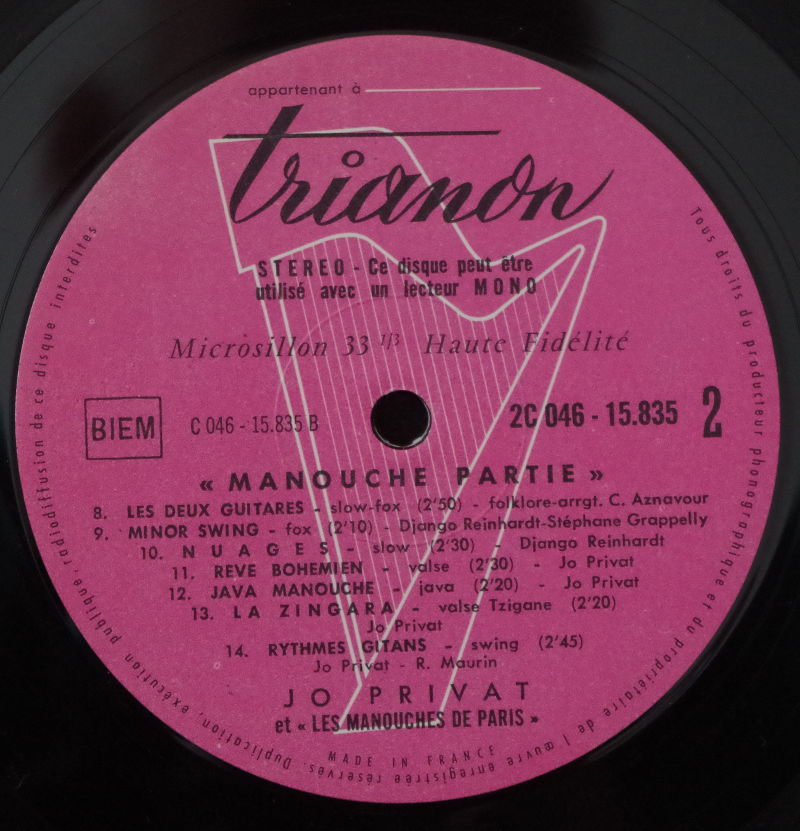 appartenant à
trianon
STEREO - Ce disque peut être
utilisé avec un lecteur MONO
Microsillon 33 1/3 Haute Fidélité
BIEM
C 046 - 15.835 B
2C 046 - 15.835 2
« MANOUCHE PARTIE »
8. LES DEUX GUITARES - slow-fox (2'50) - folklore-arrgt. C. Aznavour
9. MINOR SWING - fox (2'10) - Django Reinhardt-Stéphane Grappelly
10. NUAGES - slow (2'30) - Django Reinhardt
11. REVE BOHEMIEN - valse (2'30) - Jo Privat
12. JAVA MANOUCHE - java (2'20) - Jo Privat
13. LA ZINGARA - valse Tzigane (2'20)
Jo Privat
14. RYTHMES GITANS - swing (2'45)
Jo Privat - R. Maurin
JO PRIVAT
et « LES MANOUCHES DE PARIS »
MADE IN FRANCE
Tous droits du producteur phonographique et du propriétaire de l'œuvre enregistrée réservés. Duplication, exécution publique, radiodiffusion de ce disque interdites